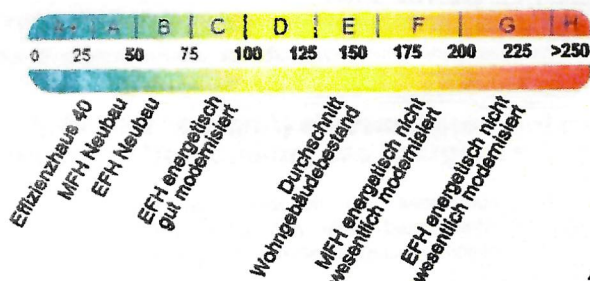 A+ A B C D E F G H
0 25 50 75 100 125 150 175 200 225 >250
Effizienzhaus 40
MFH Neubau
EFH Neubau
EFH energetisch
gut modernisiert
Durchschnitt
Wohngebäudebestand
MFH energetisch nicht
wesentlich modernisiert
EFH energetisch nicht
wesentlich modernisiert